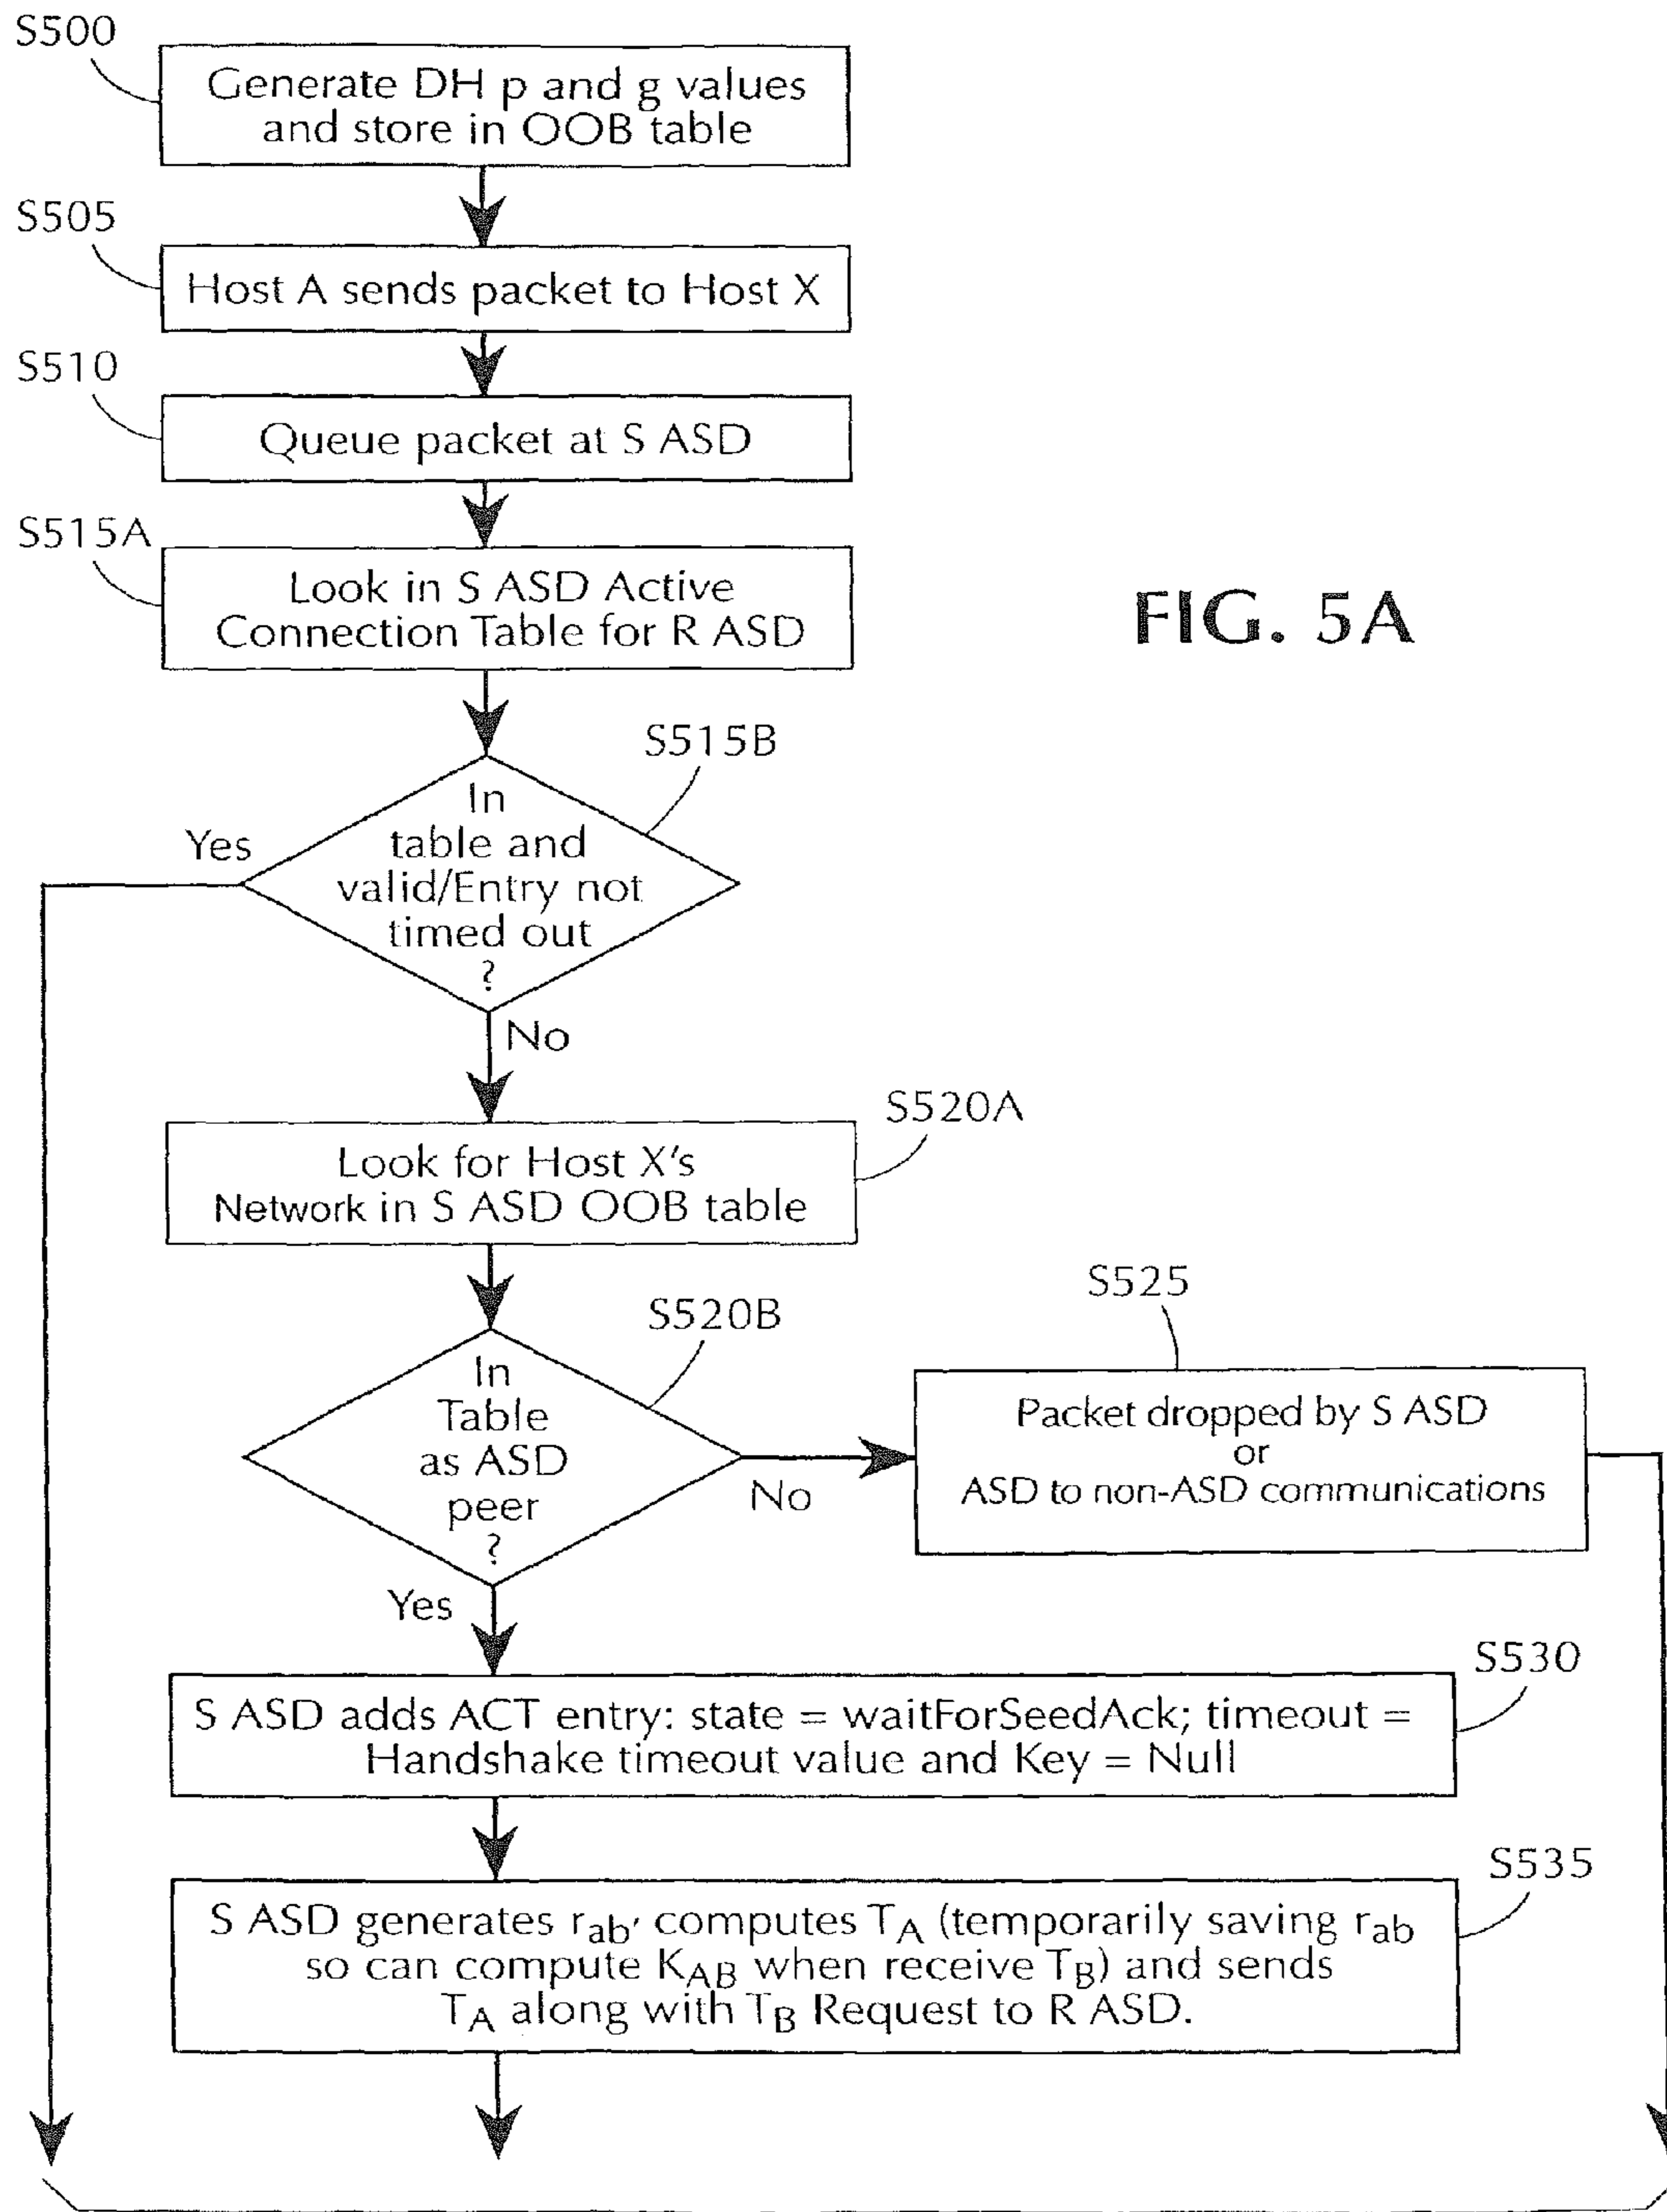 S500
Generate DH p and g values
and store in OOB table
S505
Host A sends packet to Host X
S510
Queue packet at S ASD
S515A
Look in S ASD Active
Connection Table for R ASD
FIG. 5A
S515B
In
table and
valid/Entry not
timed out
?
Yes
No
S520A
Look for Host X's
Network in S ASD OOB table
S520B
In
Table
as ASD
peer
?
No
S525
Packet dropped by S ASD
or
ASD to non-ASD communications
Yes
S530
S ASD adds ACT entry: state = waitForSeedAck; timeout =
Handshake timeout value and Key = Null
S535
S ASD generates rab, computes TA (temporarily saving rab
so can compute KAB when receive TB) and sends
TA along with TB Request to R ASD.